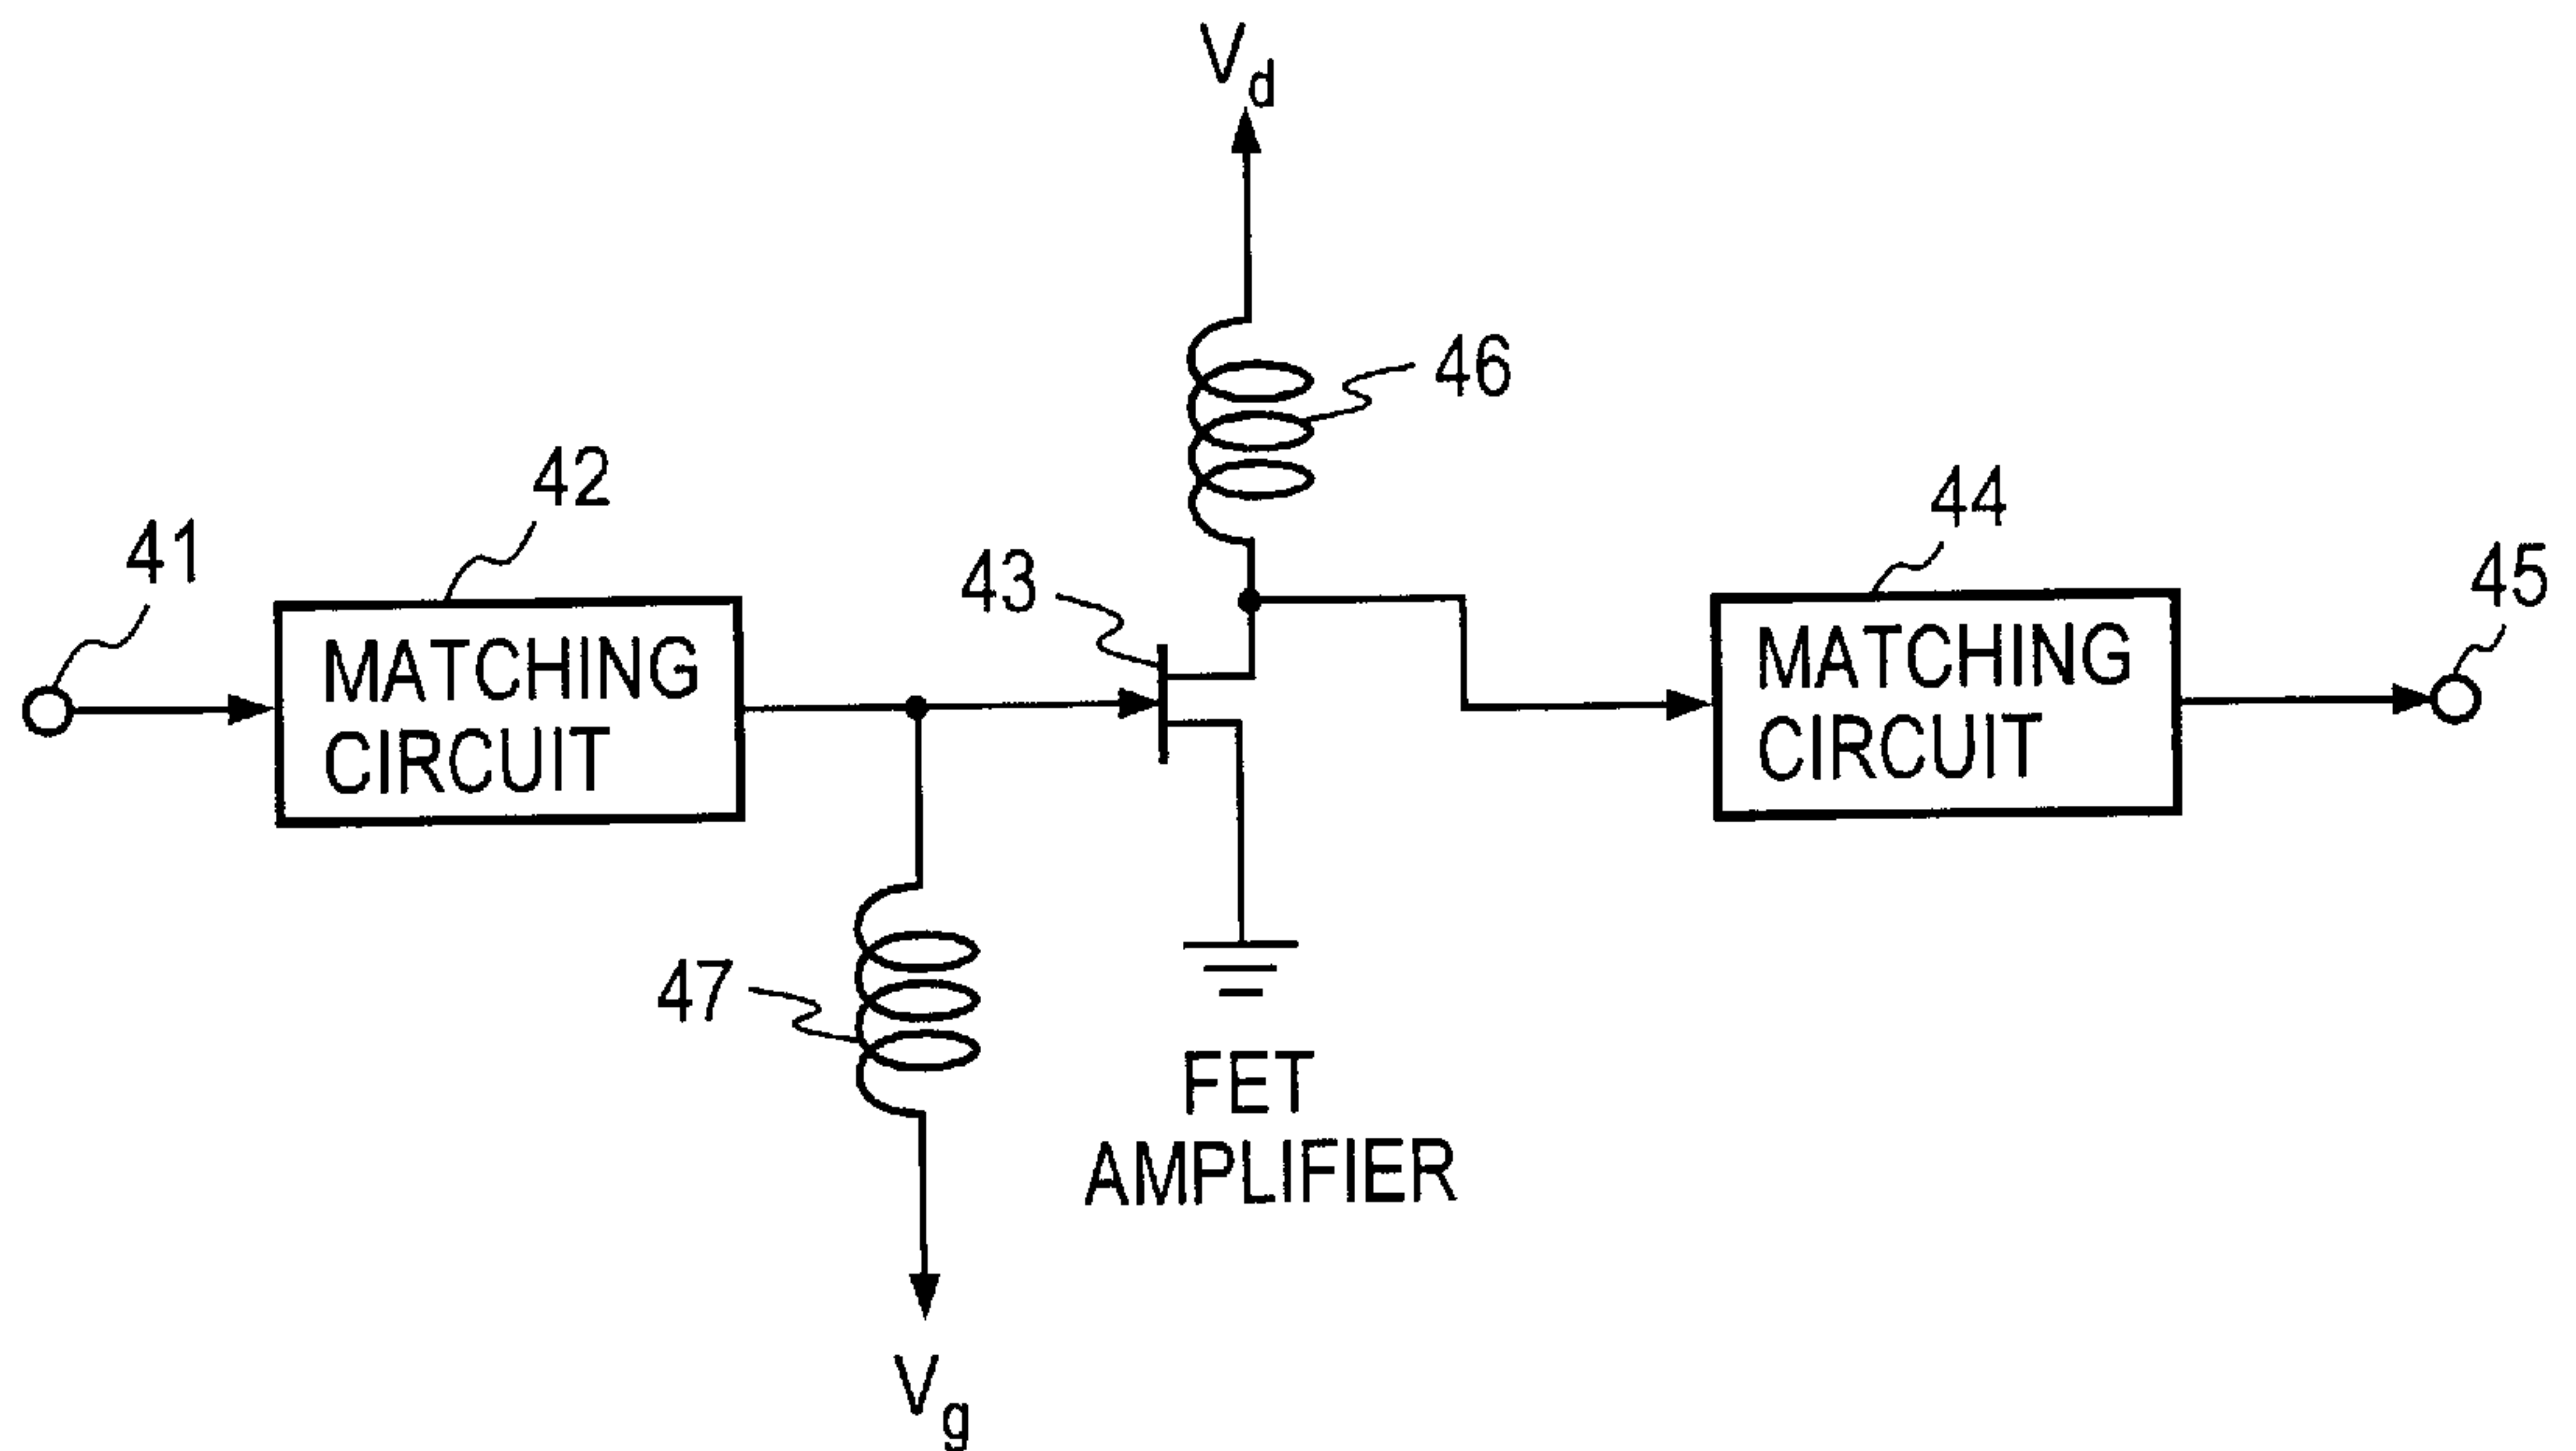 Vd
46
42
44
41
43
45
MATCHING
CIRCUIT
MATCHING
CIRCUIT
47
FET
AMPLIFIER
Vg